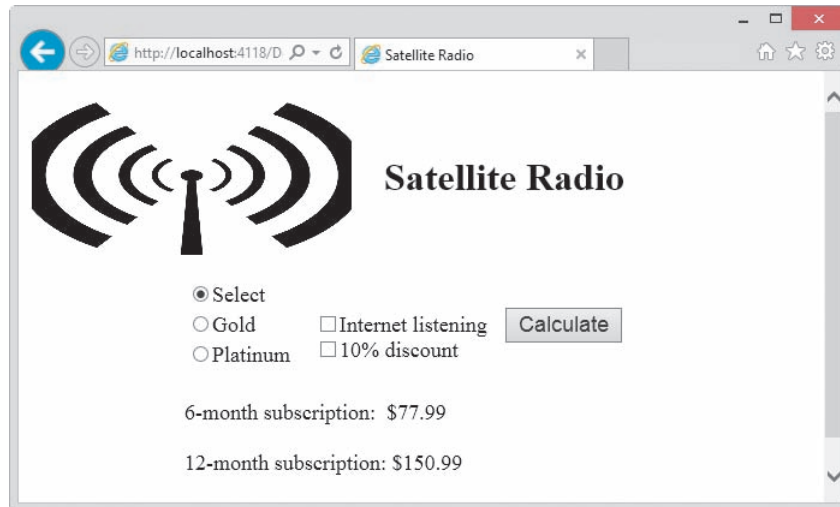 http://localhost:4118/D
Satellite Radio
Satellite Radio
Select
Gold
Platinum
Internet listening
10% discount
Calculate
6-month subscription: $77.99
12-month subscription: $150.99